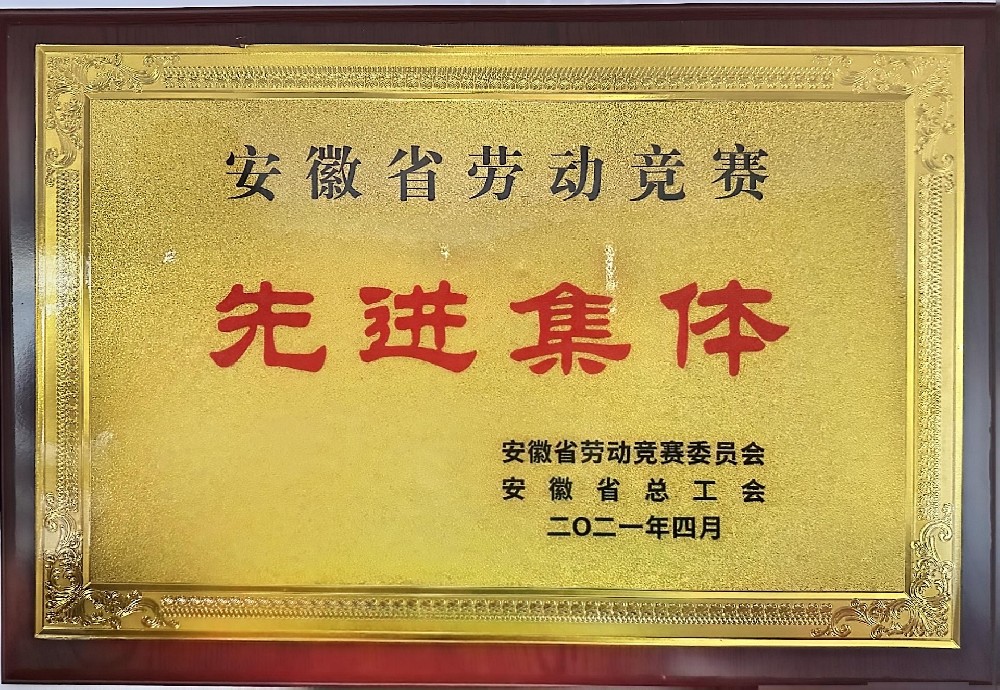 安徽省劳动竞赛
先进集体
安徽省劳动竞赛委员会
安徽省总工会
二〇二一年四月